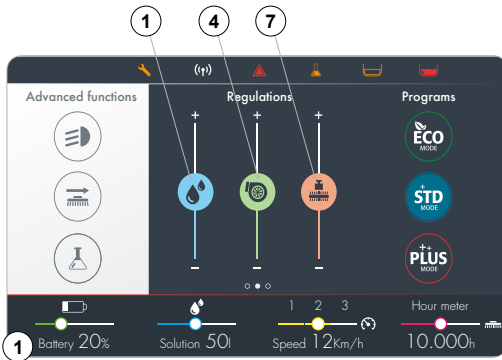 1 4 7
Advanced functions Regulations Programs
+ + +
ECO
MODE
+
STD
MODE
++
PLUS
MODE
- - -
1 2 3 Hour meter
1 Battery 20% Solution 50l Speed 12Km/h 10.000h